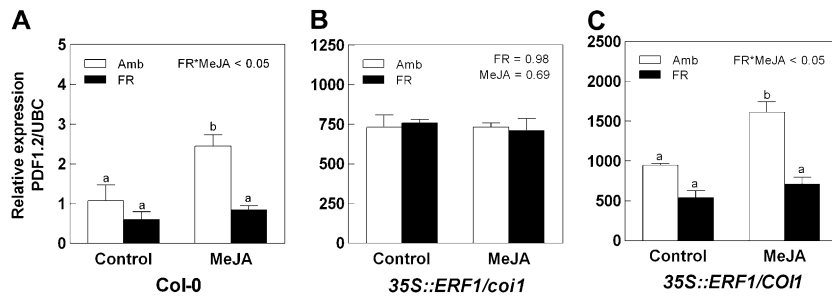 A
Relative expression
PDF1.2/UBC
5
4
3
2
1
0
Amb
FR
FR*MeJA < 0.05
a
a
b
a
Control
MeJA
Col-0
B
1250
1000
750
500
250
0
Amb
FR
FR = 0.98
MeJA = 0.69
Control
MeJA
35S::ERF1/coi1
C
2500
2000
1500
1000
500
0
Amb
FR
FR*MeJA < 0.05
a
a
b
a
Control
MeJA
35S::ERF1/COI1